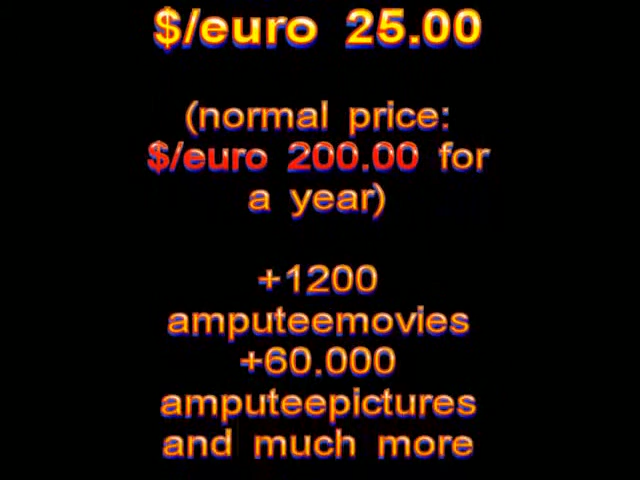 $/euro 25.00
(normal price:
$/euro 200.00 for
a year)
+1200
amputeemovies
+60.000
amputeepictures
and much more